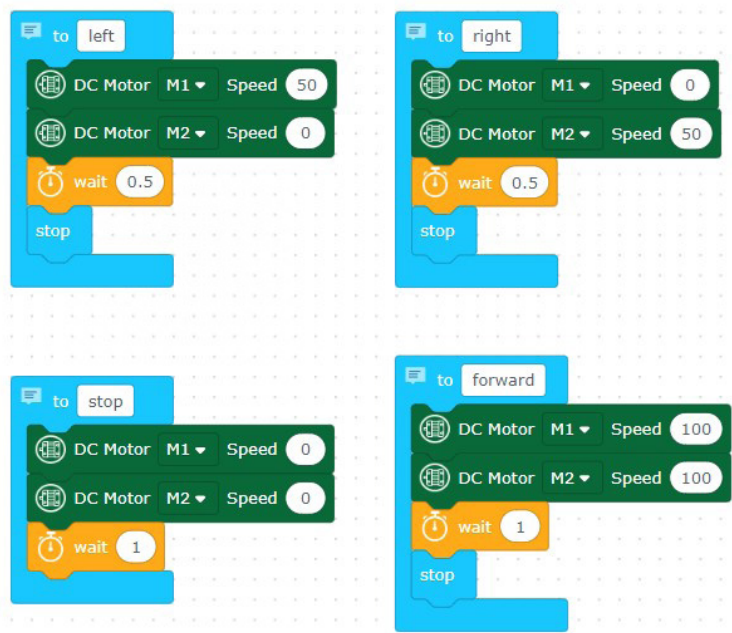 to left
DC Motor M1 Speed 50
DC Motor M2 Speed 0
wait 0.5
stop
to right
DC Motor M1 Speed 0
DC Motor M2 Speed 50
wait 0.5
stop
to stop
DC Motor M1 Speed 0
DC Motor M2 Speed 0
wait 1
to forward
DC Motor M1 Speed 100
DC Motor M2 Speed 100
wait 1
stop